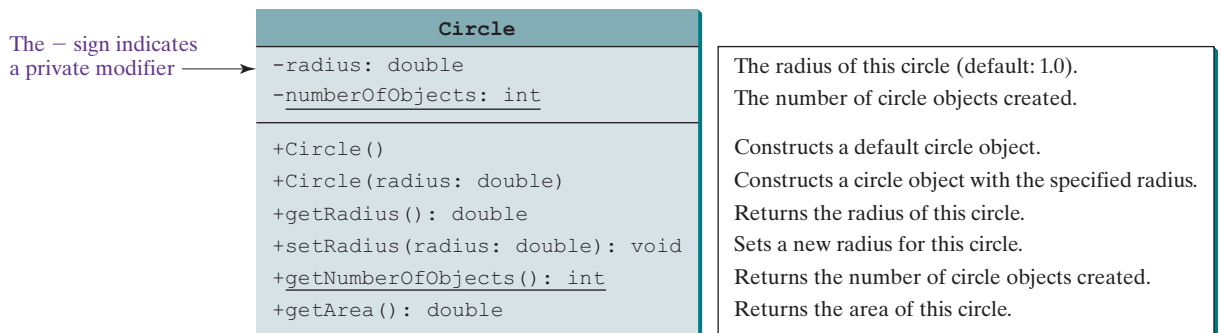 Circle
The − sign indicates
a private modifier
-radius: double
-numberOfObjects: int
+Circle()
+Circle(radius: double)
+getRadius(): double
+setRadius(radius: double): void
+getNumberOfObjects(): int
+getArea(): double
The radius of this circle (default: 1.0).
The number of circle objects created.
Constructs a default circle object.
Constructs a circle object with the specified radius.
Returns the radius of this circle.
Sets a new radius for this circle.
Returns the number of circle objects created.
Returns the area of this circle.